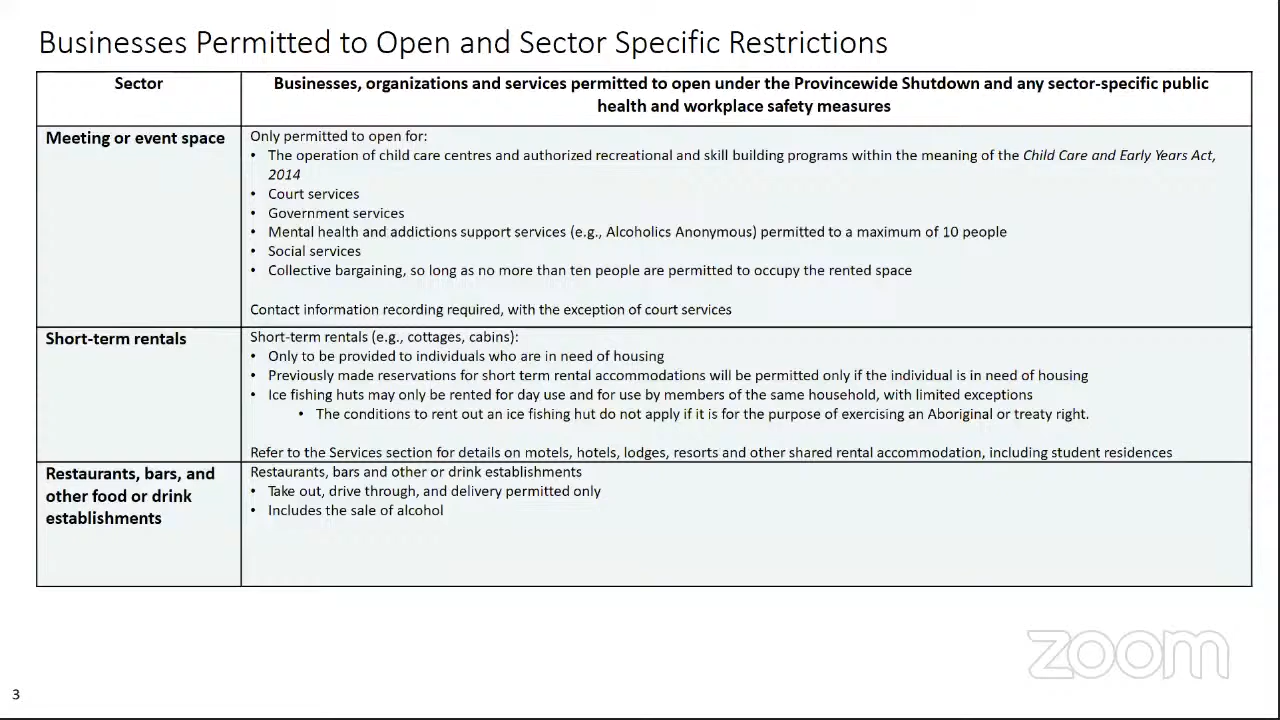 Businesses Permitted to Open and Sector Specific Restrictions
Sector
Businesses, organizations and services permitted to open under the Provincewide Shutdown and any sector-specific public
health and workplace safety measures
Meeting or event space
Only permitted to open for:
• The operation of child care centres and authorized recreational and skill building programs within the meaning of the Child Care and Early Years Act,
2014
• Court services
• Government services
• Mental health and addictions support services (e.g., Alcoholics Anonymous) permitted to a maximum of 10 people
• Social services
• Collective bargaining, so long as no more than ten people are permitted to occupy the rented space
Contact information recording required, with the exception of court services
Short-term rentals
Short-term rentals (e.g., cottages, cabins):
• Only to be provided to individuals who are in need of housing
• Previously made reservations for short term rental accommodations will be permitted only if the individual is in need of housing
• Ice fishing huts may only be rented for day use and for use by members of the same household, with limited exceptions
• The conditions to rent out an ice fishing hut do not apply if it is for the purpose of exercising an Aboriginal or treaty right.
Refer to the Services section for details on motels, hotels, lodges, resorts and other shared rental accommodation, including student residences
Restaurants, bars, and
other food or drink
establishments
Restaurants, bars and other or drink establishments
• Take out, drive through, and delivery permitted only
• Includes the sale of alcohol
zoom
3